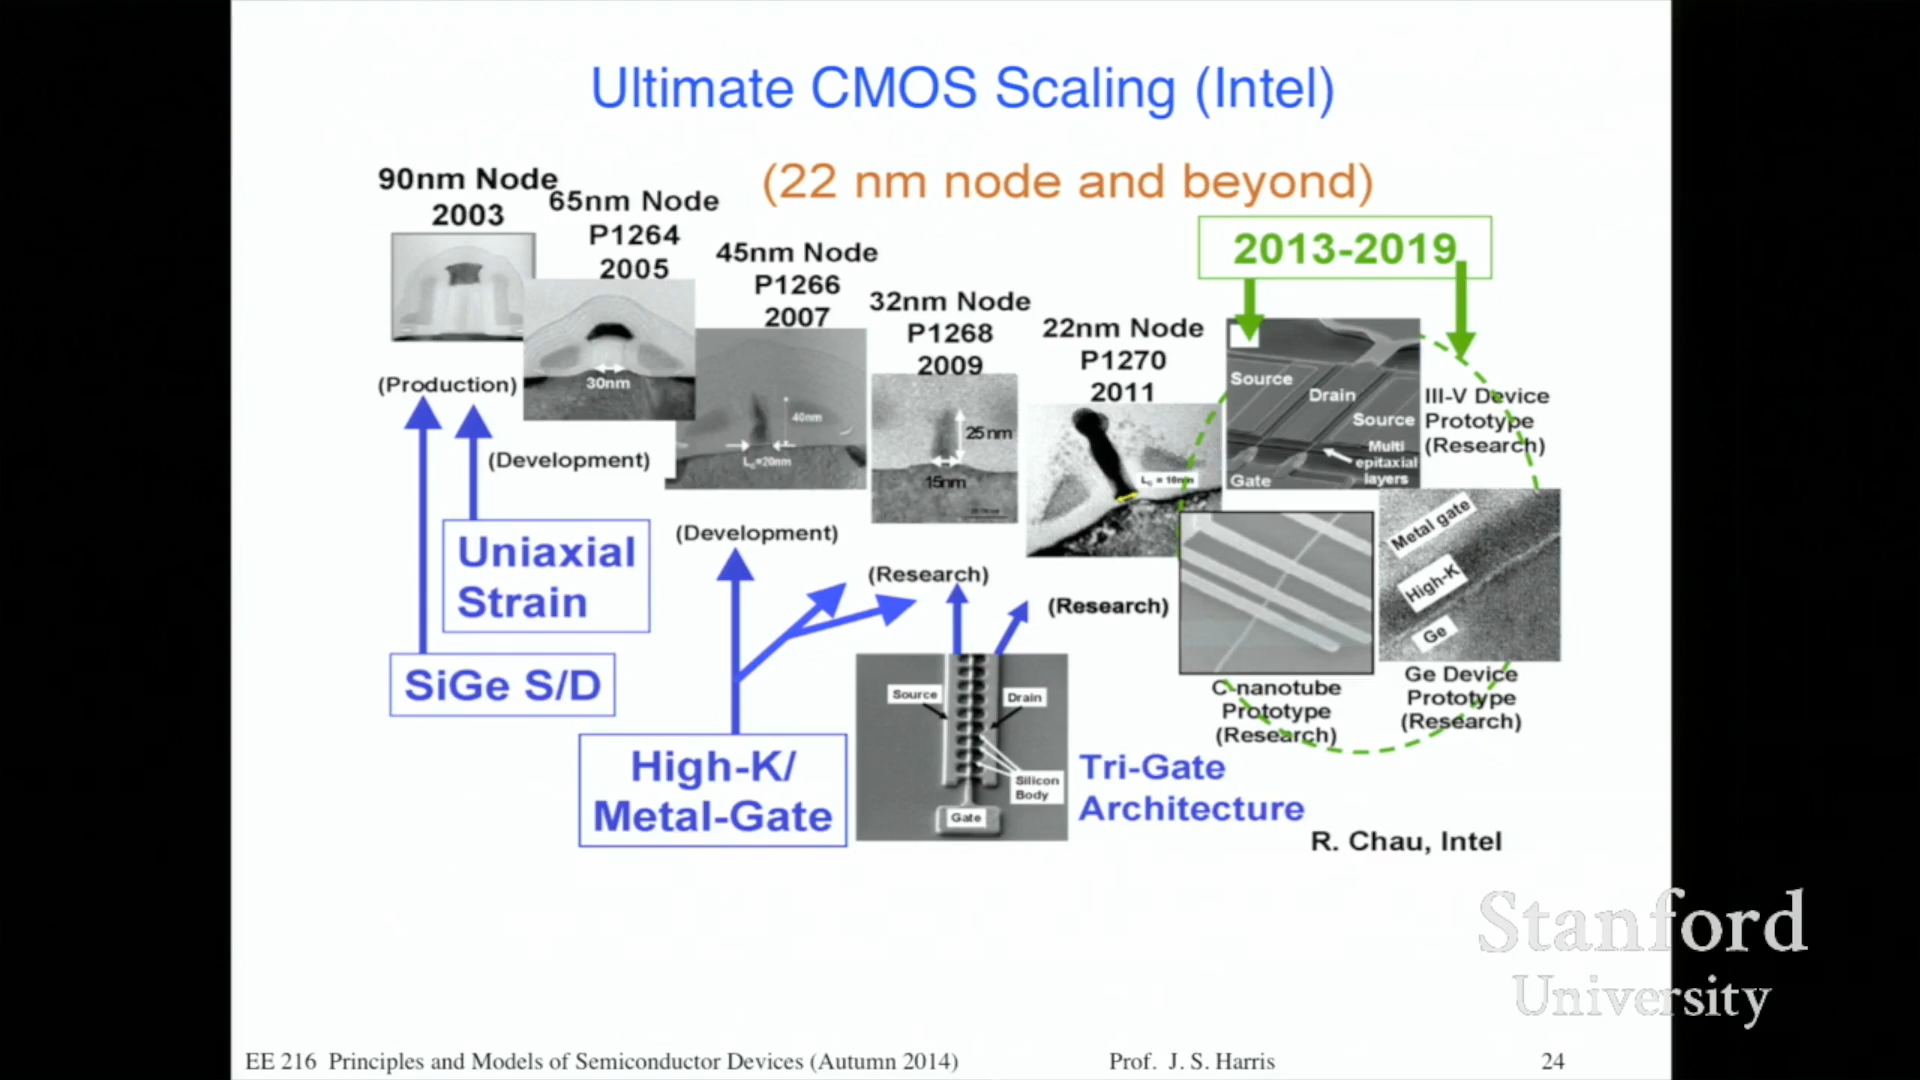 Ultimate CMOS Scaling (Intel)
(22 nm node and beyond)
90nm Node
2003
65nm Node
P1264
2005
45nm Node
P1266
2007
32nm Node
P1268
2009
22nm Node
P1270
2011
2013-2019
30nm
40nm
LG=20nm
25 nm
15nm
LG = 10nm
Source
Drain
Source
Multi
epitaxial
layers
Gate
III-V Device
Prototype
(Research)
(Production)
(Development)
(Development)
(Research)
(Research)
Uniaxial
Strain
SiGe S/D
High-K/
Metal-Gate
Source
Drain
Silicon
Body
Gate
Tri-Gate
Architecture
Metal gate
High-K
Ge
C-nanotube
Prototype
(Research)
Ge Device
Prototype
(Research)
R. Chau, Intel
Stanford
University
EE 216 Principles and Models of Semiconductor Devices (Autumn 2014)
Prof. J. S. Harris
24